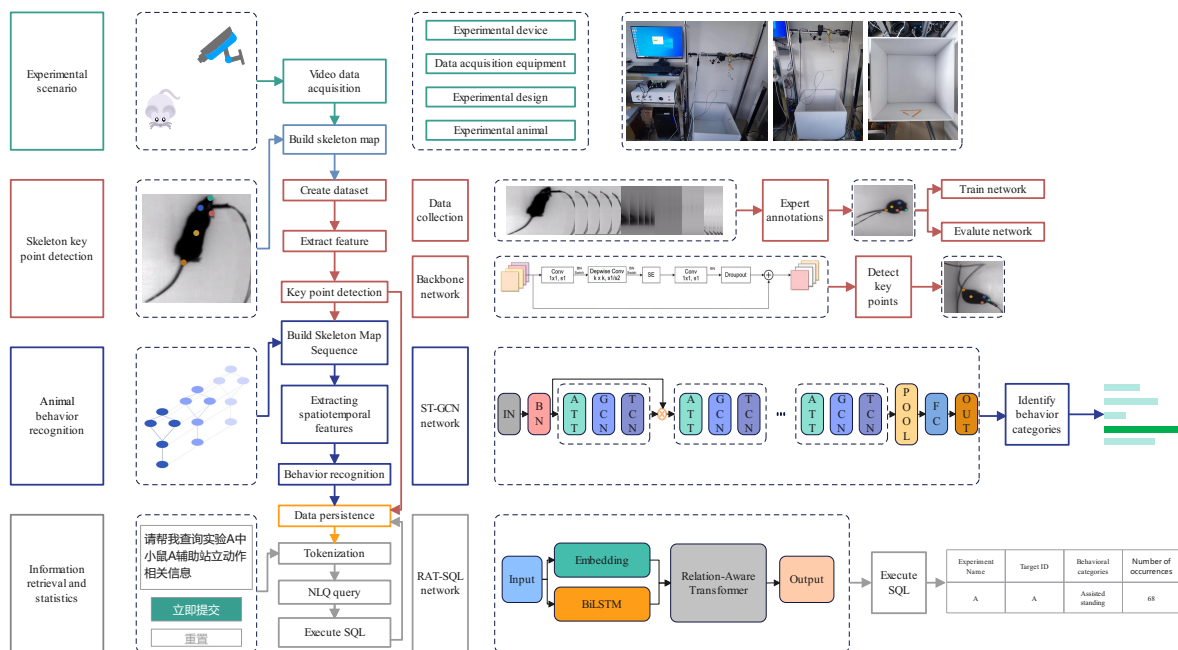 Experimental
scenario
Video data
acquisition
Build skeleton map
Experimental device
Data acquisition equipment
Experimental design
Experimental animal
Skeleton key
point detection
Create dataset
Extract feature
Key point detection
Data
collection
Expert
annotations
Train network
Evalute network
Backbone
network
Conv
1x1, s1
BN
Swish
Depwise Conv
k x k, s1/s2
BN
Swish
SE
Conv
1x1, s1
BN
Droupout
Detect
key
points
Animal
behavior
recognition
Build Skeleton Map
Sequence
Extracting
spatiotemporal
features
Behavior recognition
ST-GCN
IN
BN
ATT
GCN
TCN
ATT
GCN
TCN
...
ATT
GCN
TCN
POOL
FC
OUT
Identify
behavior
categories
Information
retrieval and
statistics
请帮我查询实验A中
小鼠A辅助站立动作
相关信息
立即提交
重置
Data persistence
Tokenization
NLQ query
Execute SQL
RAT-SQL
network
Input
Embedding
BiLSTM
Relation-Aware
Transformer
Output
Execute
SQL
Experiment
Name
Target ID
Behavioral
categories
Number of
occurrences
A
A
Assisted
standing
68